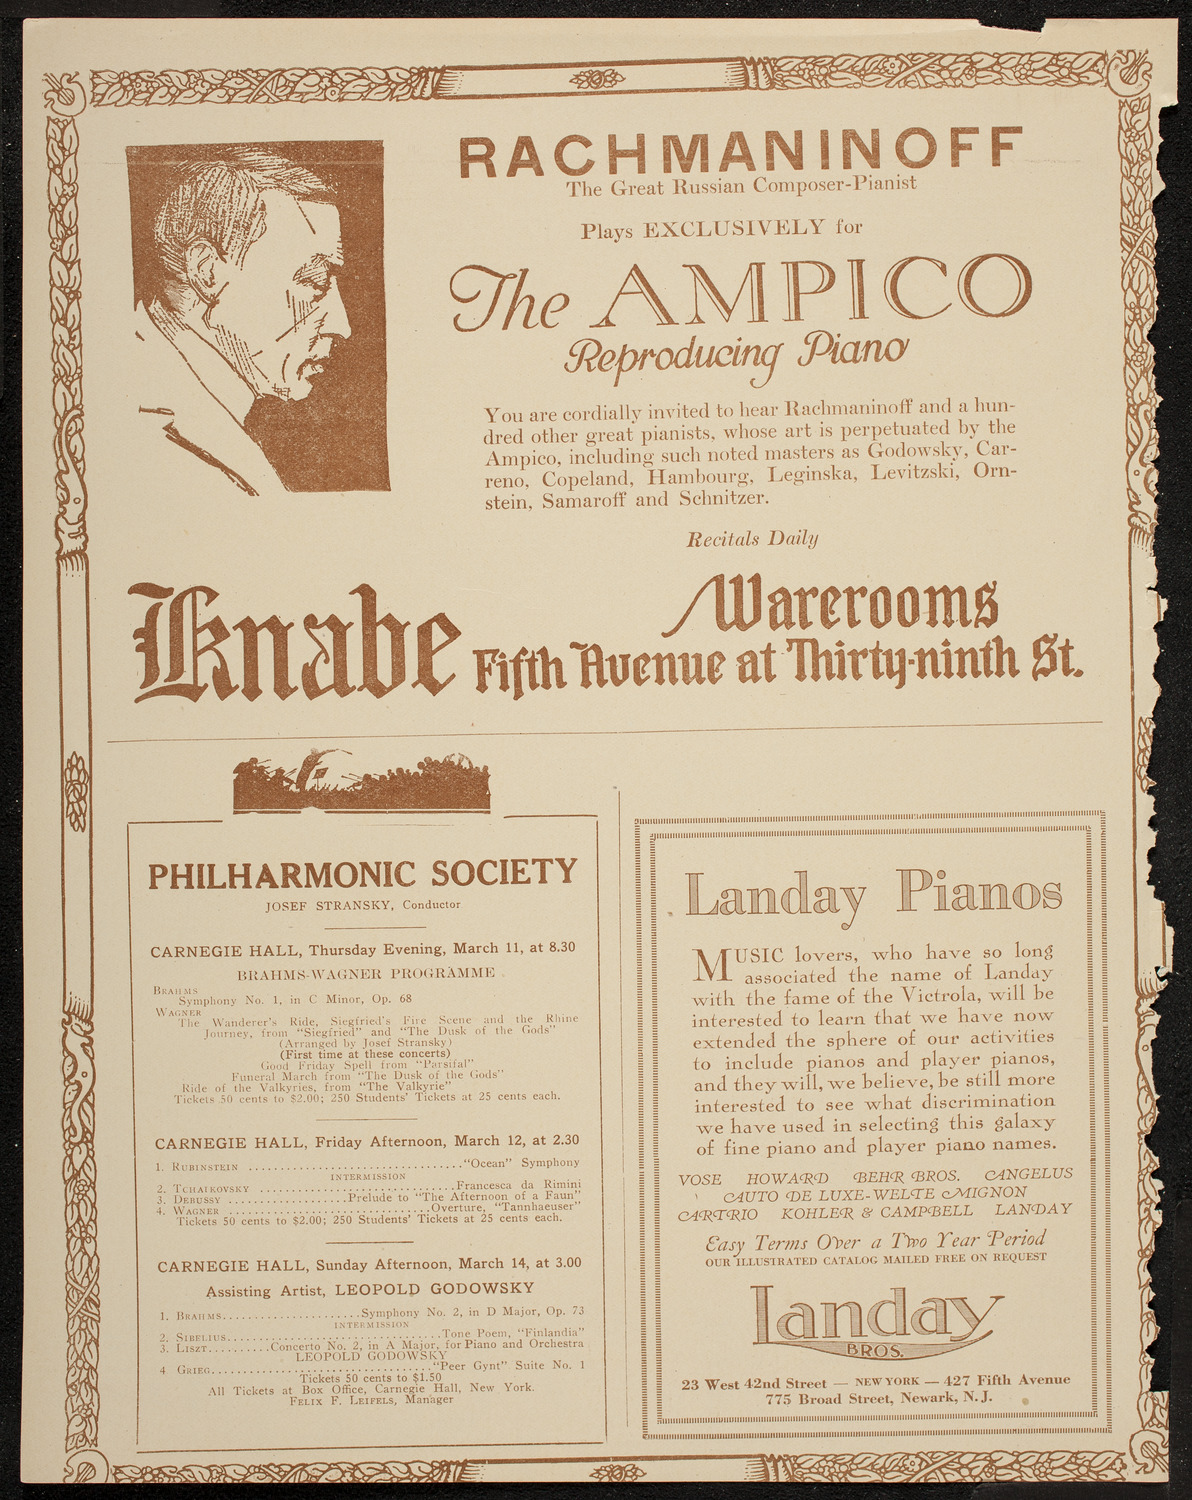 RACHMANINOFF
The Great Russian Composer-Pianist
Plays EXCLUSIVELY for
The AMPICO
Reproducing Piano
You are cordially invited to hear Rachmaninoff and a hun-
dred other great pianists, whose art is perpetuated by the
Ampico, including such noted masters as Godowsky, Car-
reno, Copeland, Hambourg, Leginska, Levitzski, Orn-
stein, Samaroff and Schnitzer.
Recitals Daily
Knabe Warerooms
Fifth Avenue at Thirty-ninth St.
PHILHARMONIC SOCIETY
JOSEF STRANSKY, Conductor
CARNEGIE HALL, Thursday Evening, March 11, at 8.30
BRAHMS-WAGNER PROGRAMME
BRAHMS
Symphony No. 1, in C Minor, Op. 68
WAGNER
The Wanderer's Ride, Siegfried's Fire Scene and the Rhine
Journey, from "Siegfried" and "The Dusk of the Gods"
(Arranged by Josef Stransky)
(First time at these concerts)
Good Friday Spell from "Parsifal"
Funeral March from "The Dusk of the Gods"
Ride of the Valkyries, from "The Valkyrie"
Tickets 50 cents to $2.00; 250 Students' Tickets at 25 cents each.
CARNEGIE HALL, Friday Afternoon, March 12, at 2.30
1. RUBINSTEIN ................................"Ocean" Symphony
INTERMISSION
2. TCHAIKOVSKY .............................Francesca da Rimini
3. DEBUSSY ..................Prelude to "The Afternoon of a Faun"
4. WAGNER ..............................Overture, "Tannhaeuser"
Tickets 50 cents to $2.00; 250 Students' Tickets at 25 cents each.
CARNEGIE HALL, Sunday Afternoon, March 14, at 3.00
Assisting Artist, LEOPOLD GODOWSKY
1. BRAHMS.....................Symphony No. 2, in D Major, Op. 73
INTERMISSION
2. SIBELIUS................................Tone Poem, "Finlandia"
3. LISZT..........Concerto No. 2, in A Major, for Piano and Orchestra
LEOPOLD GODOWSKY
4 GRIEG.................................."Peer Gynt" Suite No. 1
Tickets 50 cents to $1.50
All Tickets at Box Office, Carnegie Hall, New York.
FELIX F. LEIFELS, Manager
Landay Pianos
MUSIC lovers, who have so long
associated the name of Landay
with the fame of the Victrola, will be
interested to learn that we have now
extended the sphere of our activities
to include pianos and player pianos,
and they will, we believe, be still more
interested to see what discrimination
we have used in selecting this galaxy
of fine piano and player piano names.
VOSE HOWARD BEHR BROS. CANGELUS
CAUTO DE LUXE-WELTE MIGNON
CARTRIO KOHLER & CAMPBELL LANDAY
Easy Terms Over a Two Year Period
OUR ILLUSTRATED CATALOG MAILED FREE ON REQUEST
Landay
BROS.
23 West 42nd Street — NEW YORK — 427 Fifth Avenue
775 Broad Street, Newark, N. J.